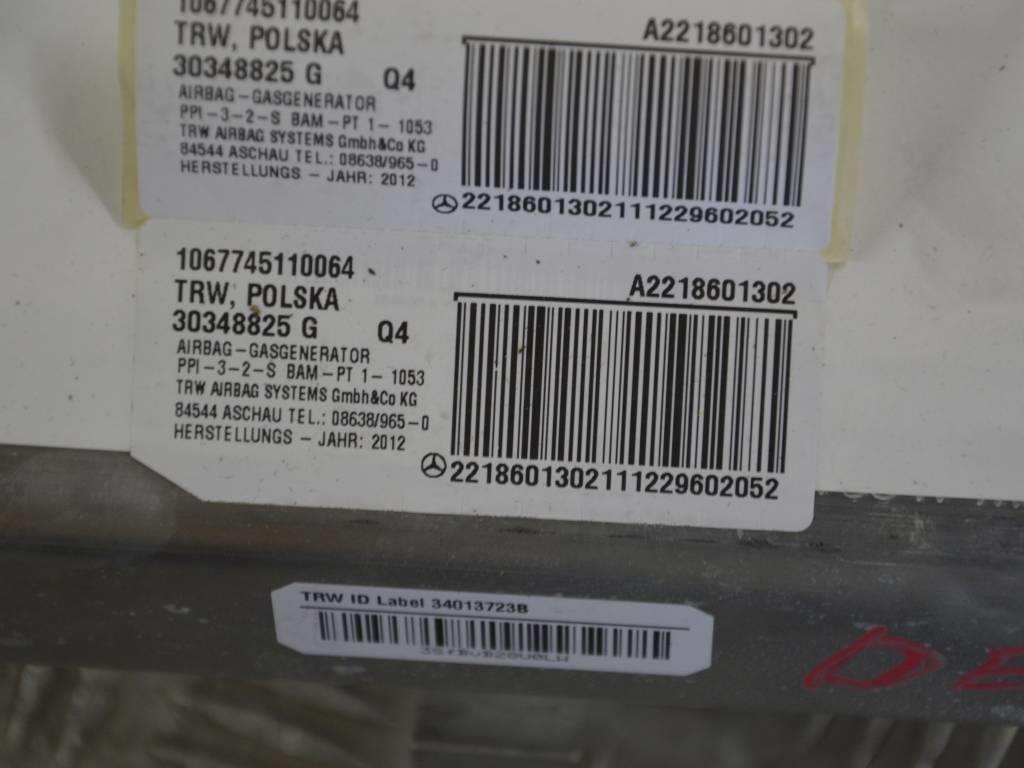 1067745110064
TRW, POLSKA
30348825 G Q4
AIRBAG-GASGENERATOR
PPI-3-2-S BAM-PT 1-1053
TRW AIRBAG SYSTEMS GmbH&Co KG
84544 ASCHAU TEL.: 08638/965-0
HERSTELLUNGS - JAHR: 2012
A2218601302
2218601302111229602052
1067745110064
TRW, POLSKA
30348825 G Q4
AIRBAG-GASGENERATOR
PPI-3-2-S BAM-PT 1-1053
TRW AIRBAG SYSTEMS GmbH&Co KG
84544 ASCHAU TEL.: 08638/965-0
HERSTELLUNGS - JAHR: 2012
A2218601302
2218601302111229602052
TRW ID Label 34013723B
DE